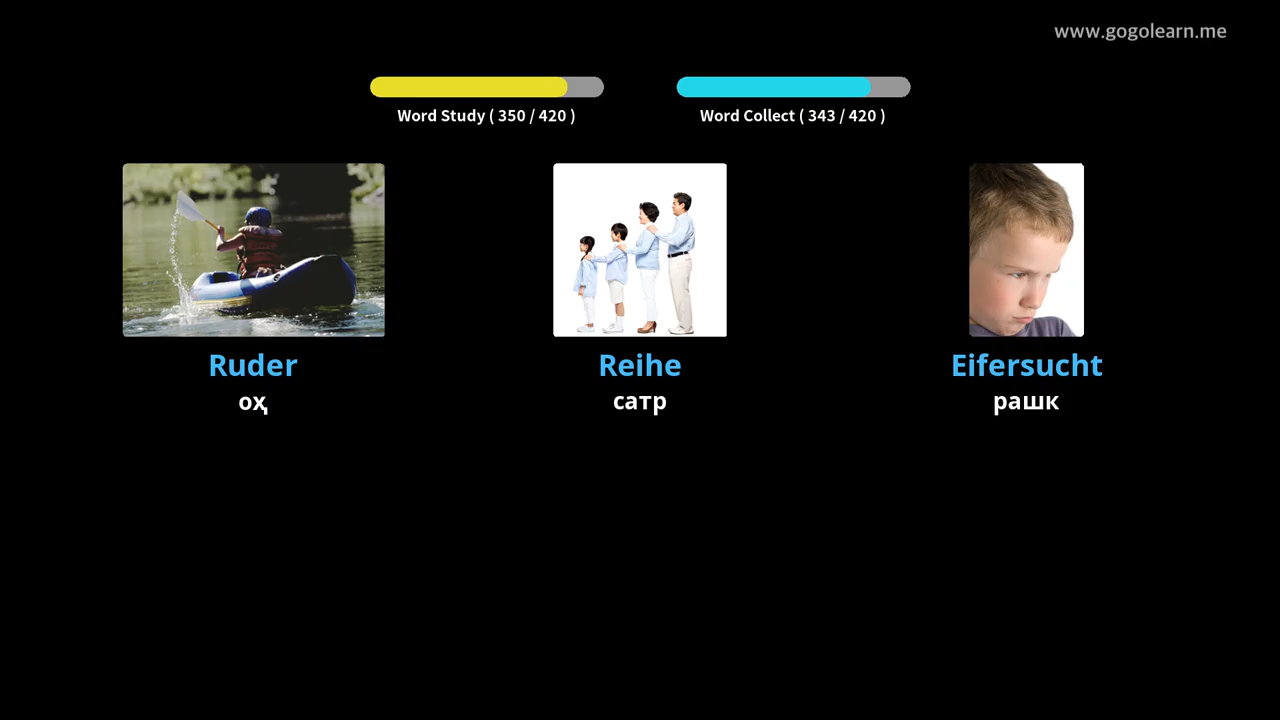 www.gogolearn.me
Word Study ( 350 / 420 )
Word Collect ( 343 / 420 )
Ruder
Reihe
Eifersucht
оҳ
сатр
рашк